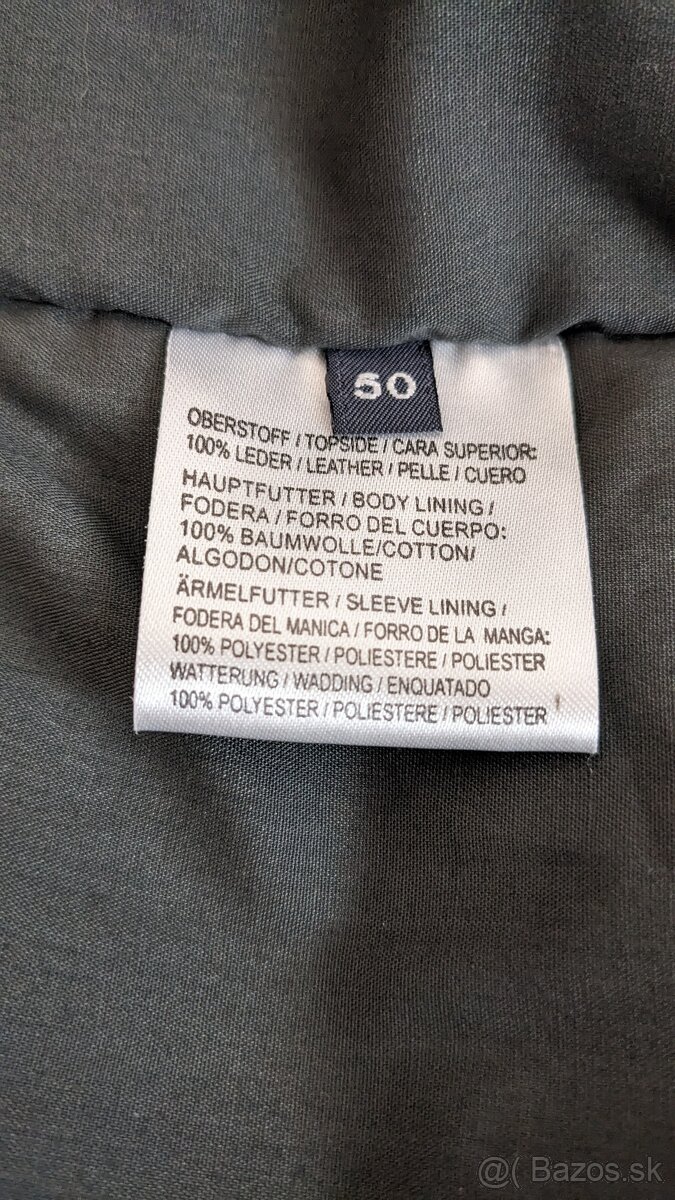 50
OBERSTOFF / TOPSIDE / CARA SUPERIOR:
100% LEDER / LEATHER / PELLE / CUERO
HAUPTFUTTER / BODY LINING /
FODERA / FORRO DEL CUERPO:
100% BAUMWOLLE/COTTON/
ALGODON/COTONE
ÄRMELFUTTER / SLEEVE LINING /
FODERA DEL MANICA / FORRO DE LA MANGA:
100% POLYESTER / POLIESTERE / POLIESTER
WATTERUNG / WADDING / ENQUATADO
100% POLYESTER / POLIESTERE / POLIESTER
@( Bazos.sk